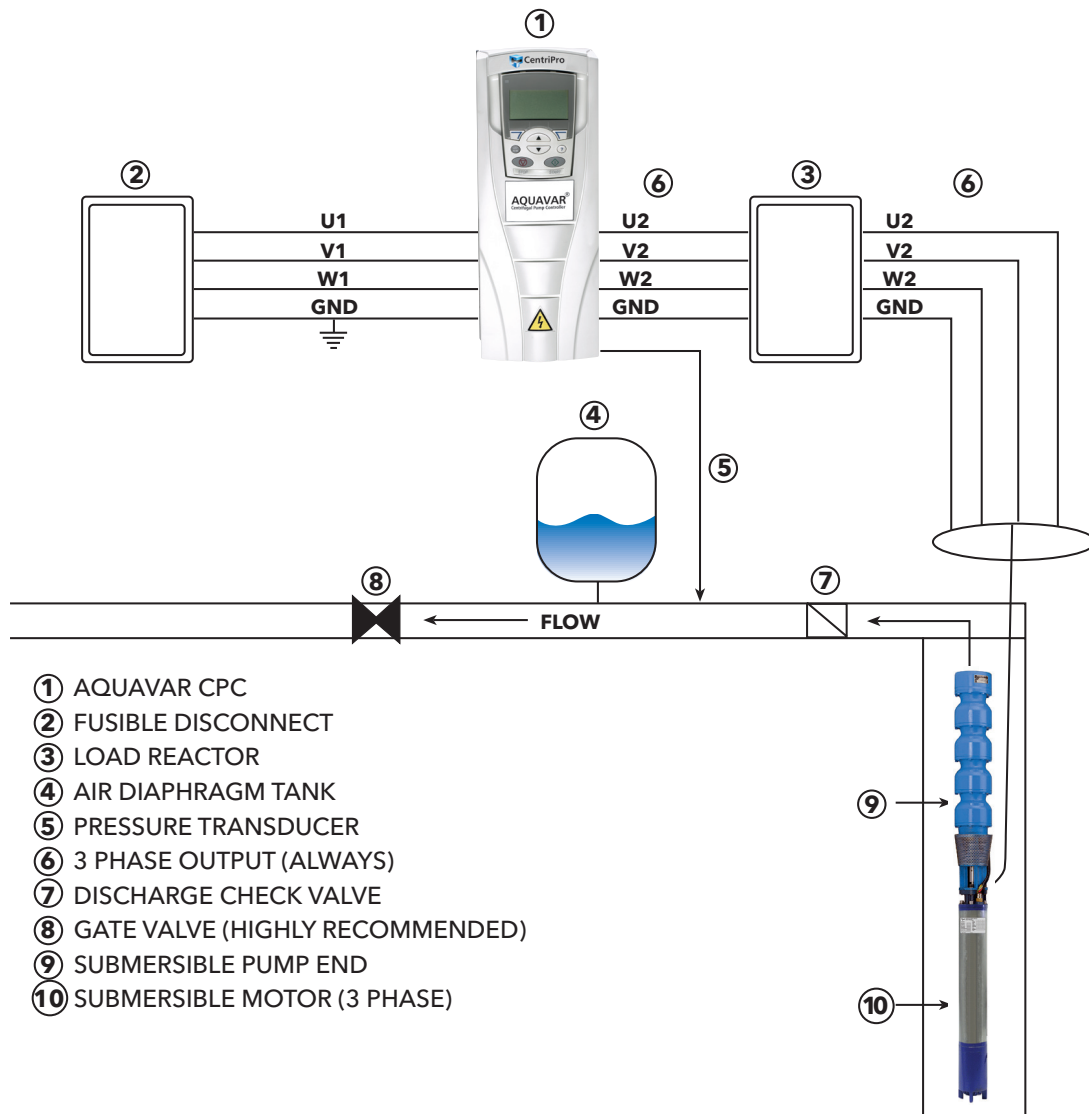 ①
CentriPro
②
⑥
③
⑥
AQUAVAR®
Centrifugal Pump Controller
U1
U2
U2
V1
V2
V2
W1
W2
W2
GND
GND
GND
④
⑤
⑧
⑦
FLOW
① AQUAVAR CPC
② FUSIBLE DISCONNECT
③ LOAD REACTOR
④ AIR DIAPHRAGM TANK
⑤ PRESSURE TRANSDUCER
⑥ 3 PHASE OUTPUT (ALWAYS)
⑦ DISCHARGE CHECK VALVE
⑧ GATE VALVE (HIGHLY RECOMMENDED)
⑨ SUBMERSIBLE PUMP END
⑩ SUBMERSIBLE MOTOR (3 PHASE)
⑨
⑩